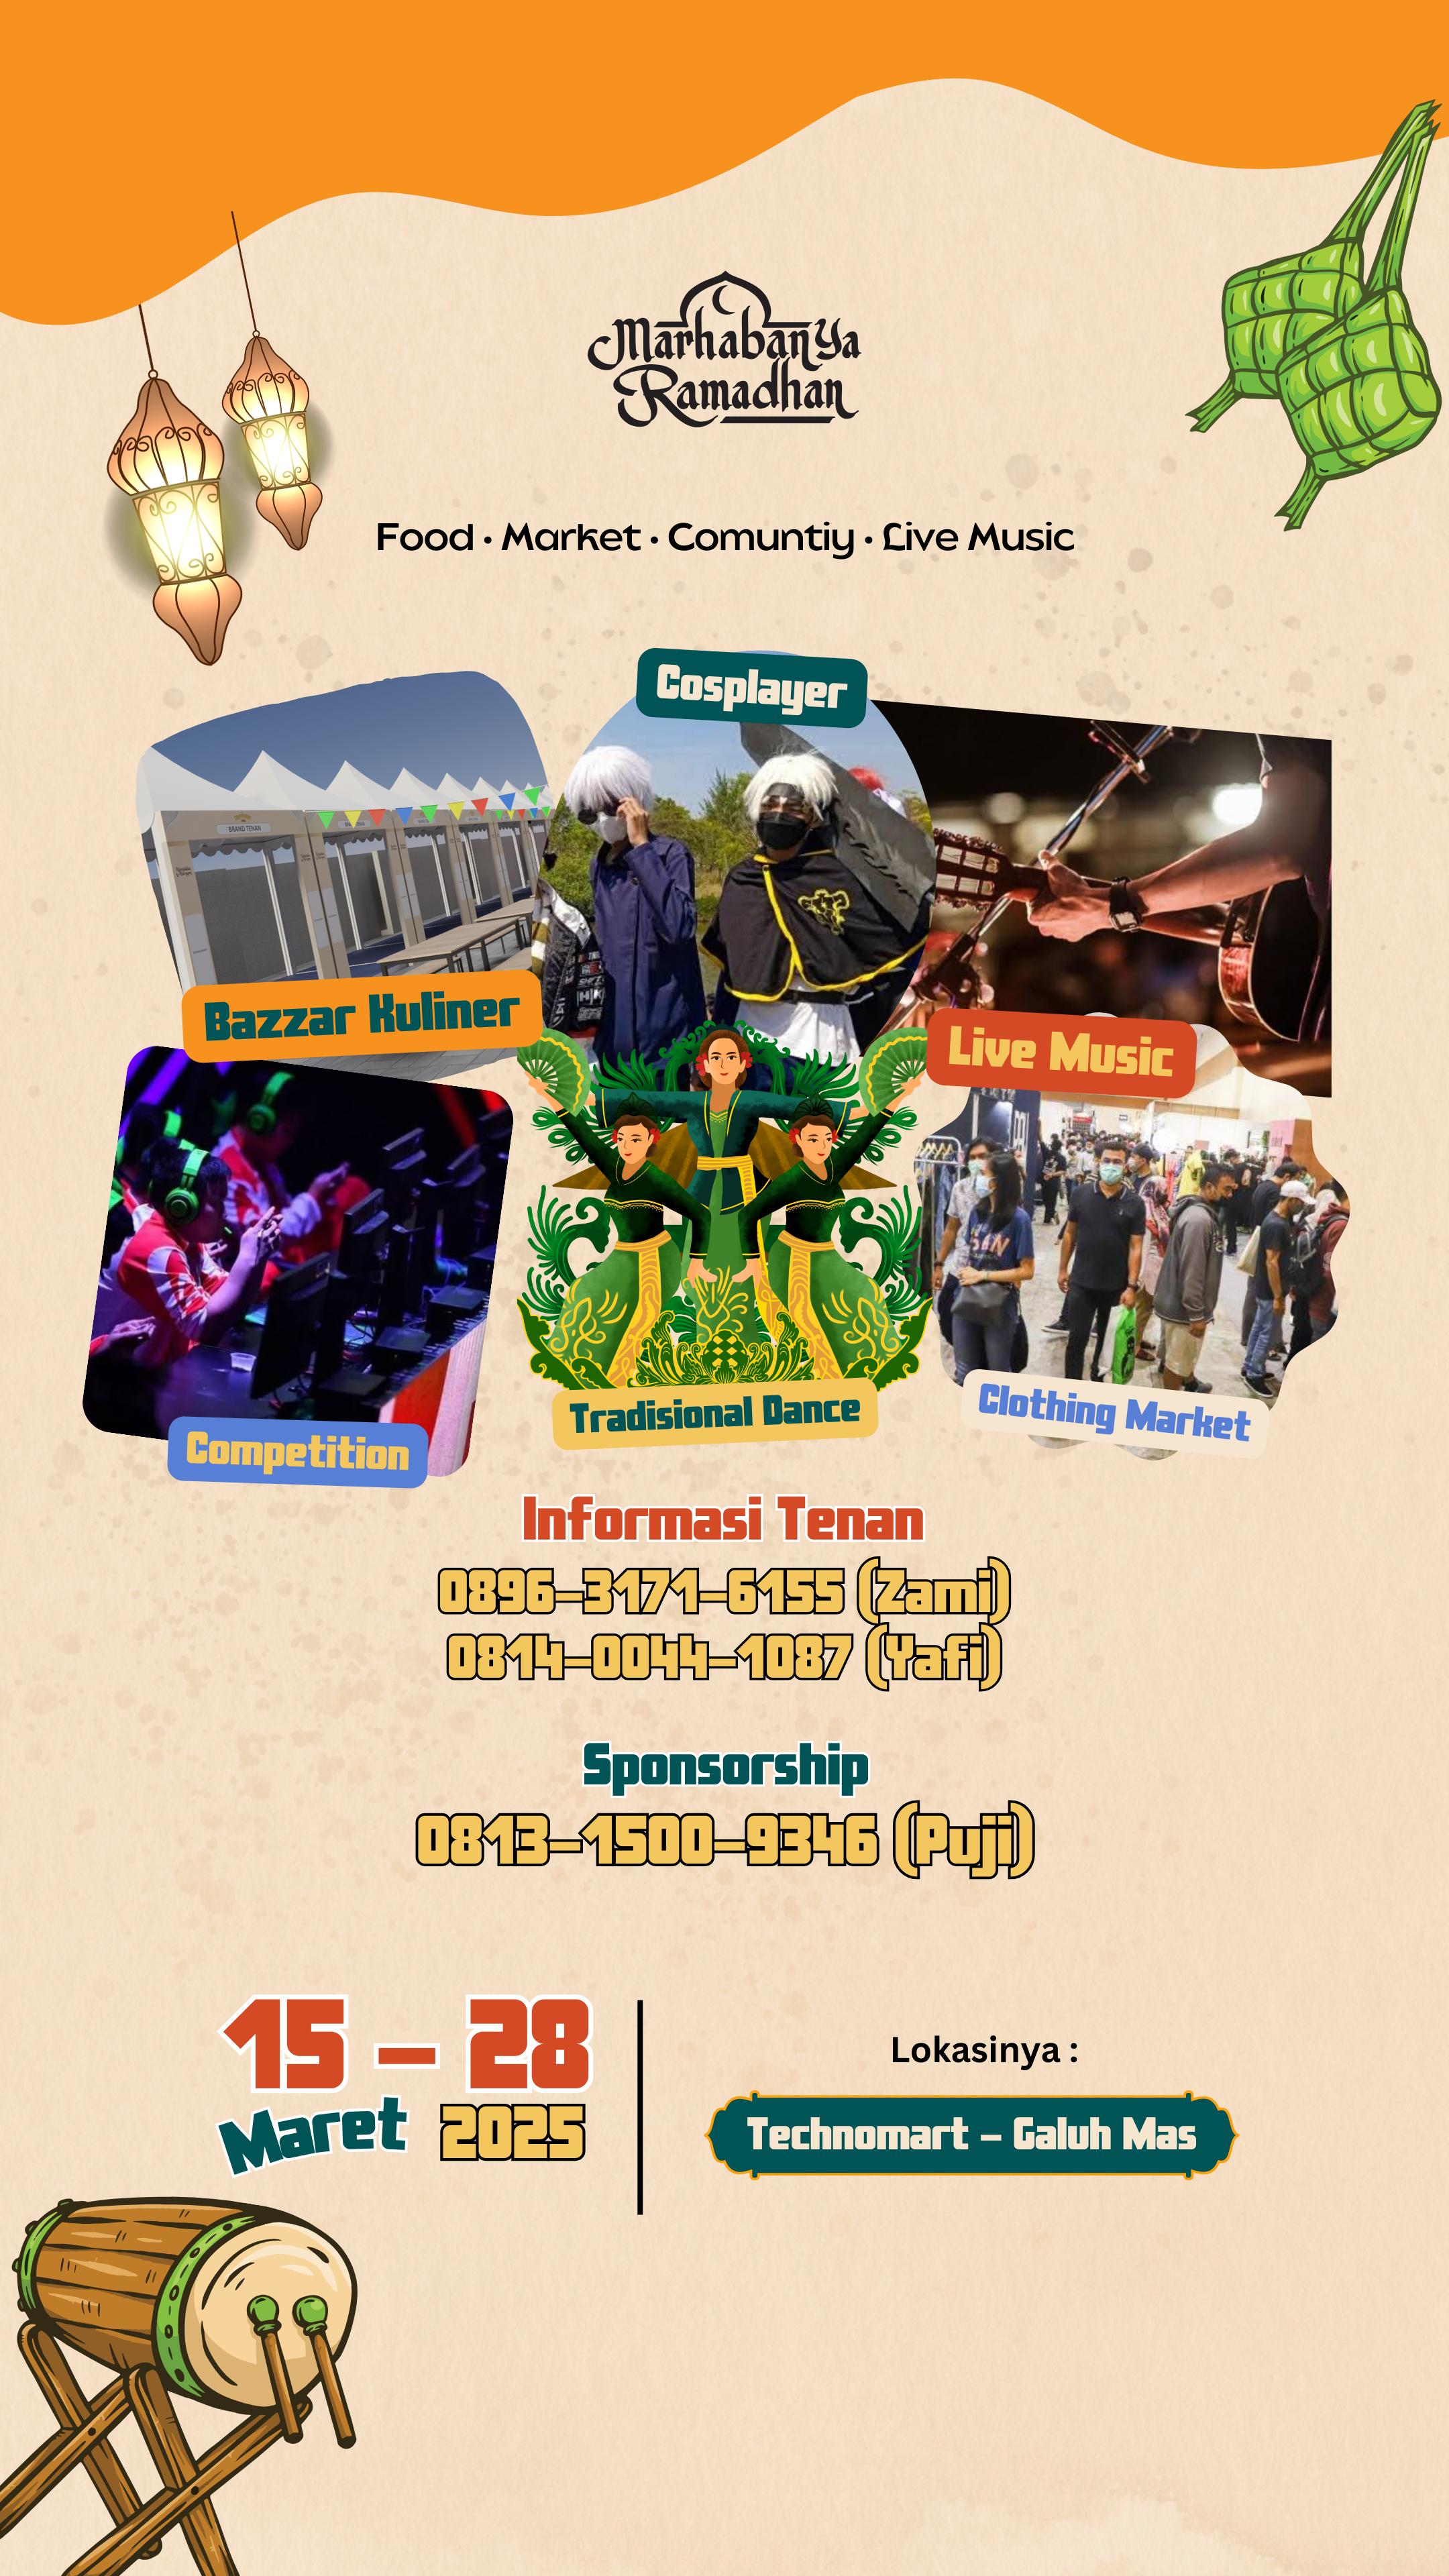 Marhaban Ya
Ramadhan
Food • Market • Comuntiy • Live Music
Cosplayer
BRAND TENAN
Bazzar Kuliner
Live Music
Competition
Tradisional Dance
Clothing Market
Informasi Tenan
0896-3171-6155 (Zami)
0814-0044-1087 (Yafi)
Sponsorship
0813-1500-9346 (Puji)
15 - 28
Maret 2025
Lokasinya :
Technomart - Galuh Mas